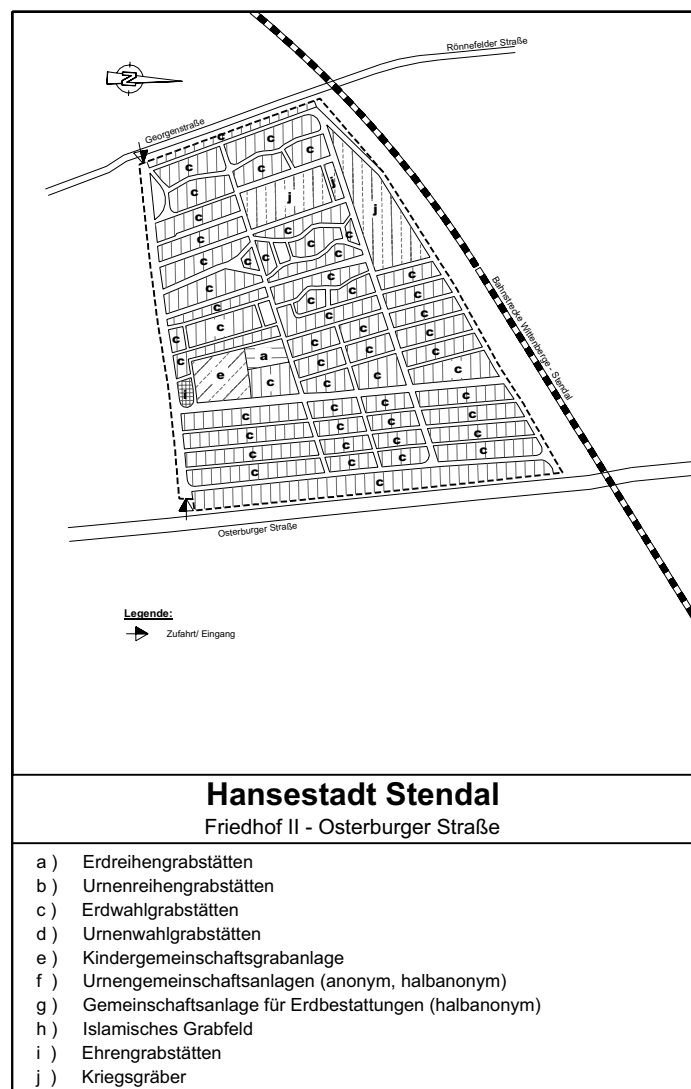 Rönnefelder Straße
N
Georgenstraße
c
c c
c c c
c j j j
c
c c c
c c c c
c c
c c
c c c
c c c c c
c c c c
c a c c c
e c c c c
i
c c c c
c c c c
c c c c
c c c c
c
Bahnstrecke Wittenberge - Stendal
Osterburger Straße
Legende:
Zufahrt/ Eingang
Hansestadt Stendal
Friedhof II - Osterburger Straße
a ) Erdreihengrabstätten
b ) Urnenreihengrabstätten
c ) Erdwahlgrabstätten
d ) Urnenwahlgrabstätten
e ) Kindergemeinschaftsgrabanlage
f ) Urnengemeinschaftsanlagen (anonym, halbanonym)
g ) Gemeinschaftsanlage für Erdbestattungen (halbanonym)
h ) Islamisches Grabfeld
i ) Ehrengrabstätten
j ) Kriegsgräber